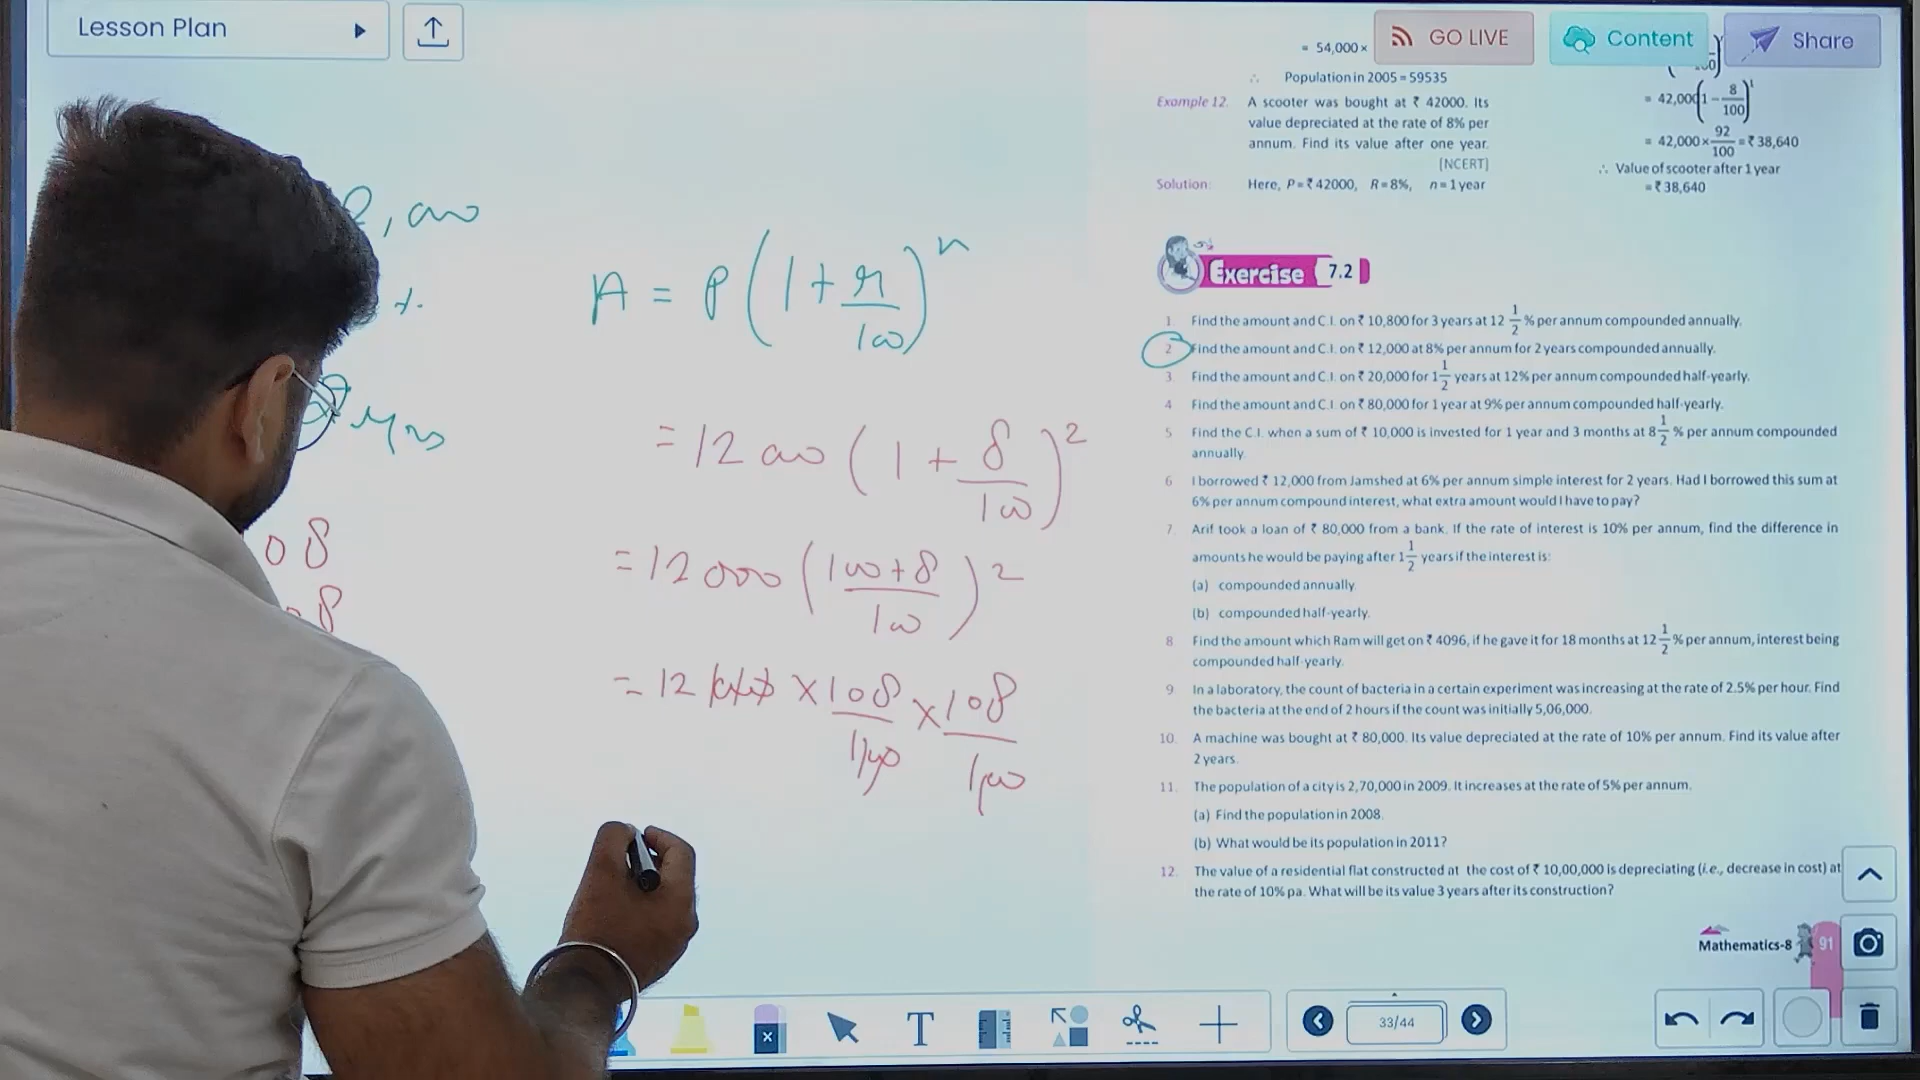 Lesson Plan
GO LIVE
Content
Share
= 54,000 ×
∴ Population in 2005 = 59535
Example 12. A scooter was bought at ₹ 42000. Its
value depreciated at the rate of 8% per
annum. Find its value after one year.
[NCERT]
Solution: Here, P = ₹ 42000, R = 8%, n = 1 year
= 42,000(1 - 8/100)^1
= 42,000 × 92/100 = ₹ 38,640
∴ Value of scooter after 1 year
= ₹ 38,640
Exercise 7.2
1 Find the amount and C.I. on ₹ 10,800 for 3 years at 12 1/2 % per annum compounded annually.
2 Find the amount and C.I. on ₹ 12,000 at 8% per annum for 2 years compounded annually.
3 Find the amount and C.I. on ₹ 20,000 for 1 1/2 years at 12% per annum compounded half-yearly.
4 Find the amount and C.I. on ₹ 80,000 for 1 year at 9% per annum compounded half-yearly.
5 Find the C.I. when a sum of ₹ 10,000 is invested for 1 year and 3 months at 8 1/2 % per annum compounded
annually.
6 I borrowed ₹ 12,000 from Jamshed at 6% per annum simple interest for 2 years. Had I borrowed this sum at
6% per annum compound interest, what extra amount would I have to pay?
7 Arif took a loan of ₹ 80,000 from a bank. If the rate of interest is 10% per annum, find the difference in
amounts he would be paying after 1 1/2 years if the interest is:
(a) compounded annually.
(b) compounded half-yearly.
8 Find the amount which Ram will get on ₹ 4096, if he gave it for 18 months at 12 1/2 % per annum, interest being
compounded half-yearly.
9 In a laboratory, the count of bacteria in a certain experiment was increasing at the rate of 2.5% per hour. Find
the bacteria at the end of 2 hours if the count was initially 5,06,000.
10. A machine was bought at ₹ 80,000. Its value depreciated at the rate of 10% per annum. Find its value after
2 years.
11. The population of a city is 2,70,000 in 2009. It increases at the rate of 5% per annum.
(a) Find the population in 2008.
(b) What would be its population in 2011?
12. The value of a residential flat constructed at the cost of ₹ 10,00,000 is depreciating (i.e., decrease in cost) at
the rate of 10% pa. What will be its value 3 years after its construction?
Mathematics-8 91
2 yrs
08
08
A = P(1 + r/100)^n
= 12000(1 + 8/100)^2
= 12000(100+8/100)^2
= 12000 × 108/100 × 108/100
T
33/44